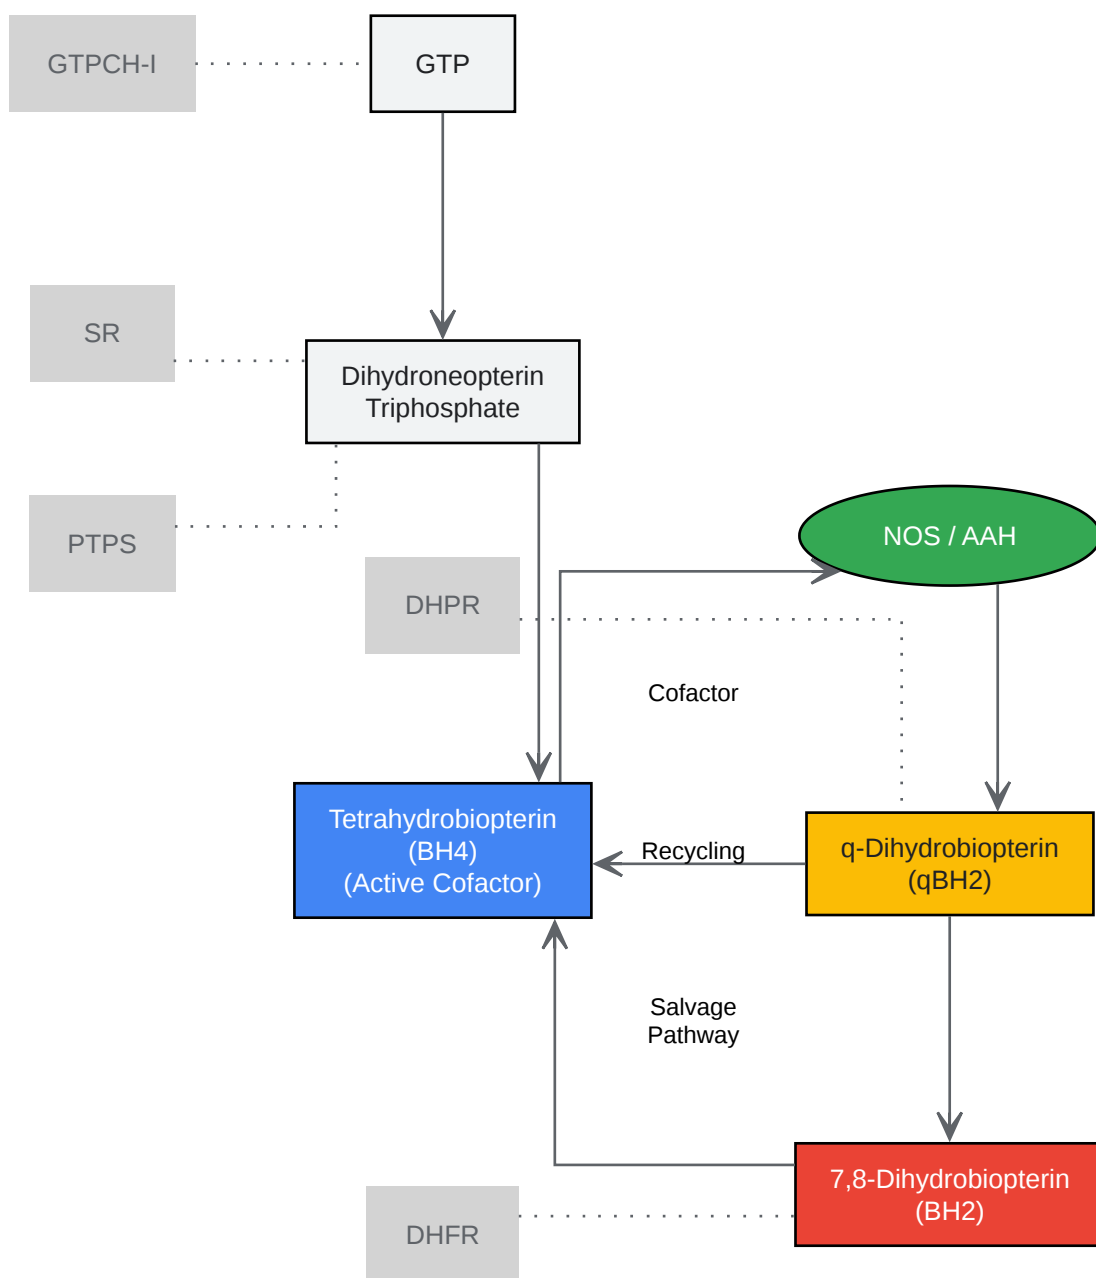 GTPCH-I
GTP
SR
Dihydroneopterin
Triphosphate
PTPS
NOS / AAH
DHPR
Cofactor
Tetrahydrobiopterin
(BH4)
(Active Cofactor)
Recycling
q-Dihydrobiopterin
(qBH2)
Salvage
Pathway
7,8-Dihydrobiopterin
(BH2)
DHFR